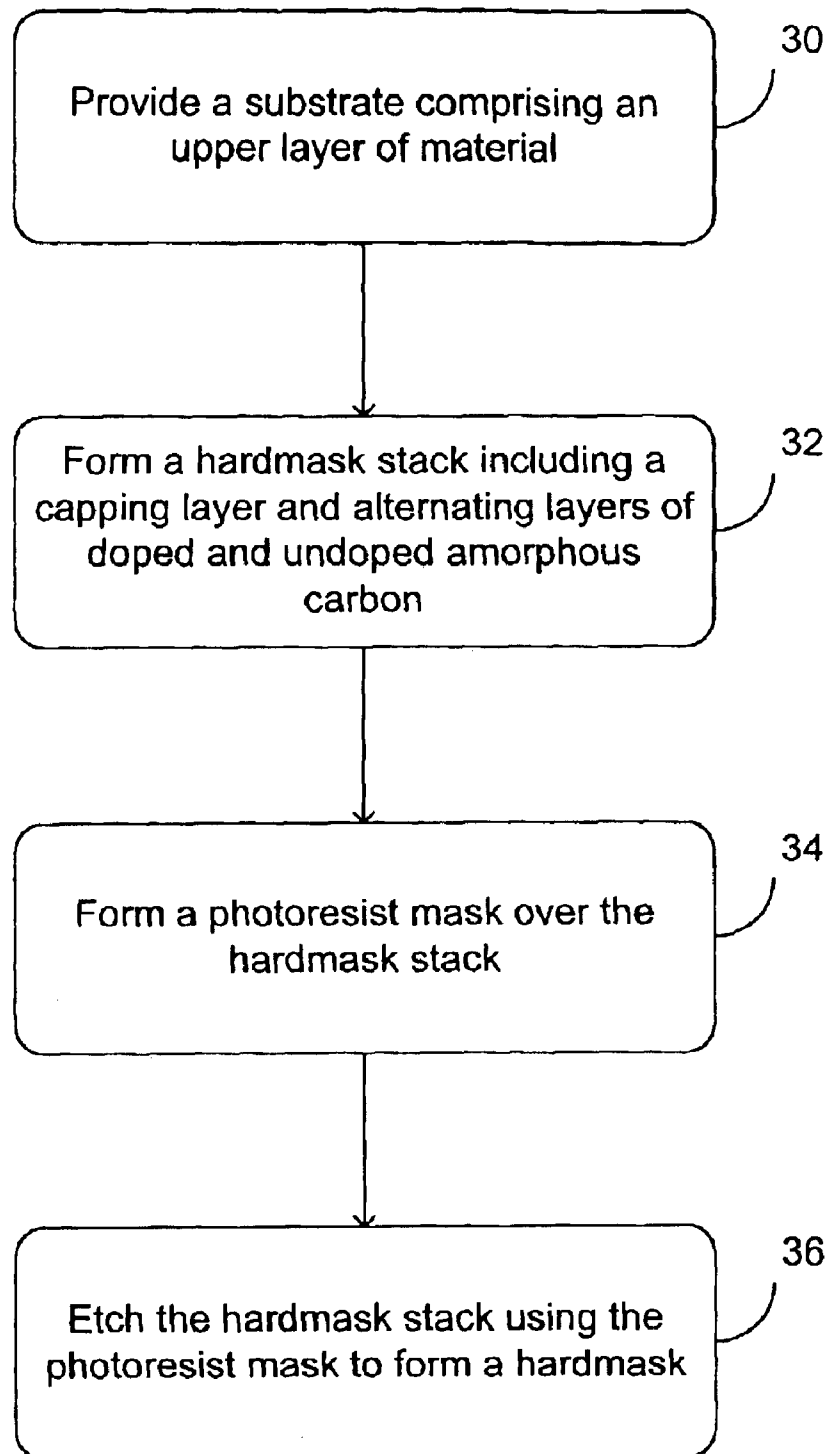 30
Provide a substrate comprising an
upper layer of material
32
Form a hardmask stack including a
capping layer and alternating layers of
doped and undoped amorphous
carbon
34
Form a photoresist mask over the
hardmask stack
36
Etch the hardmask stack using the
photoresist mask to form a hardmask